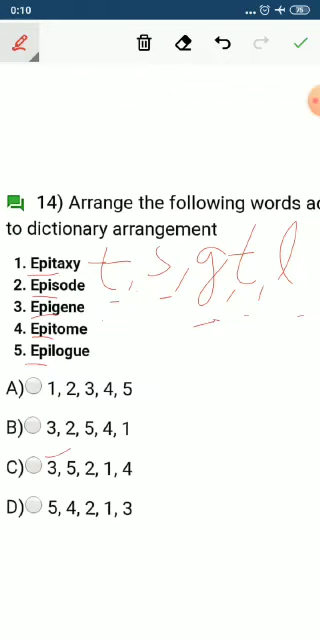 0:10
75
14) Arrange the following words ac
to dictionary arrangement
1. Epitaxy
2. Episode
3. Epigene
4. Epitome
5. Epilogue
t, s, g, t, l
A) 1, 2, 3, 4, 5
B) 3, 2, 5, 4, 1
C) 3, 5, 2, 1, 4
D) 5, 4, 2, 1, 3